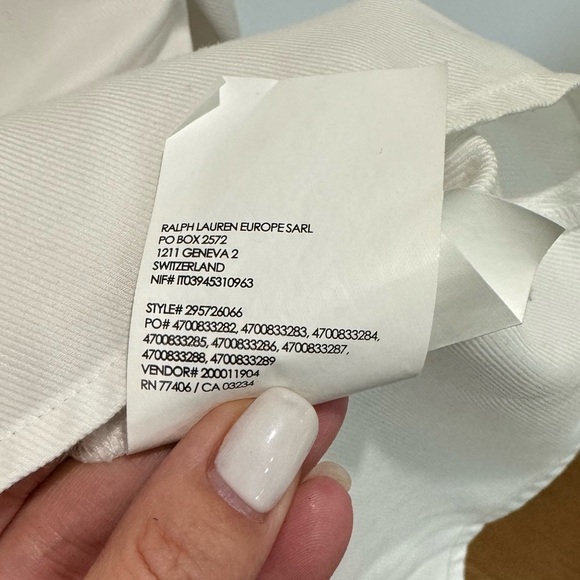 RALPH LAUREN EUROPE SARL
PO BOX 2572
1211 GENEVA 2
SWITZERLAND
NIF# IT03945310963
STYLE# 295726066
PO# 4700833282, 4700833283, 4700833284,
4700833285, 4700833286, 4700833287,
4700833288, 4700833289
VENDOR# 200011904
RN 77406 / CA 03234